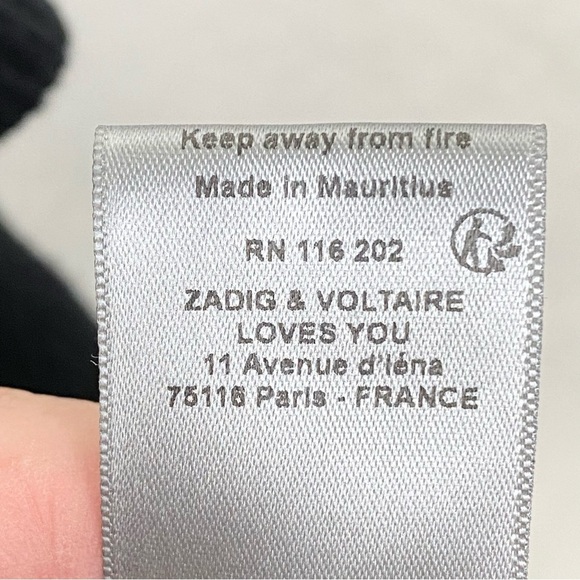 Keep away from fire
Made in Mauritius
RN 116 202
ZADIG & VOLTAIRE
LOVES YOU
11 Avenue d'Iéna
75116 Paris - FRANCE